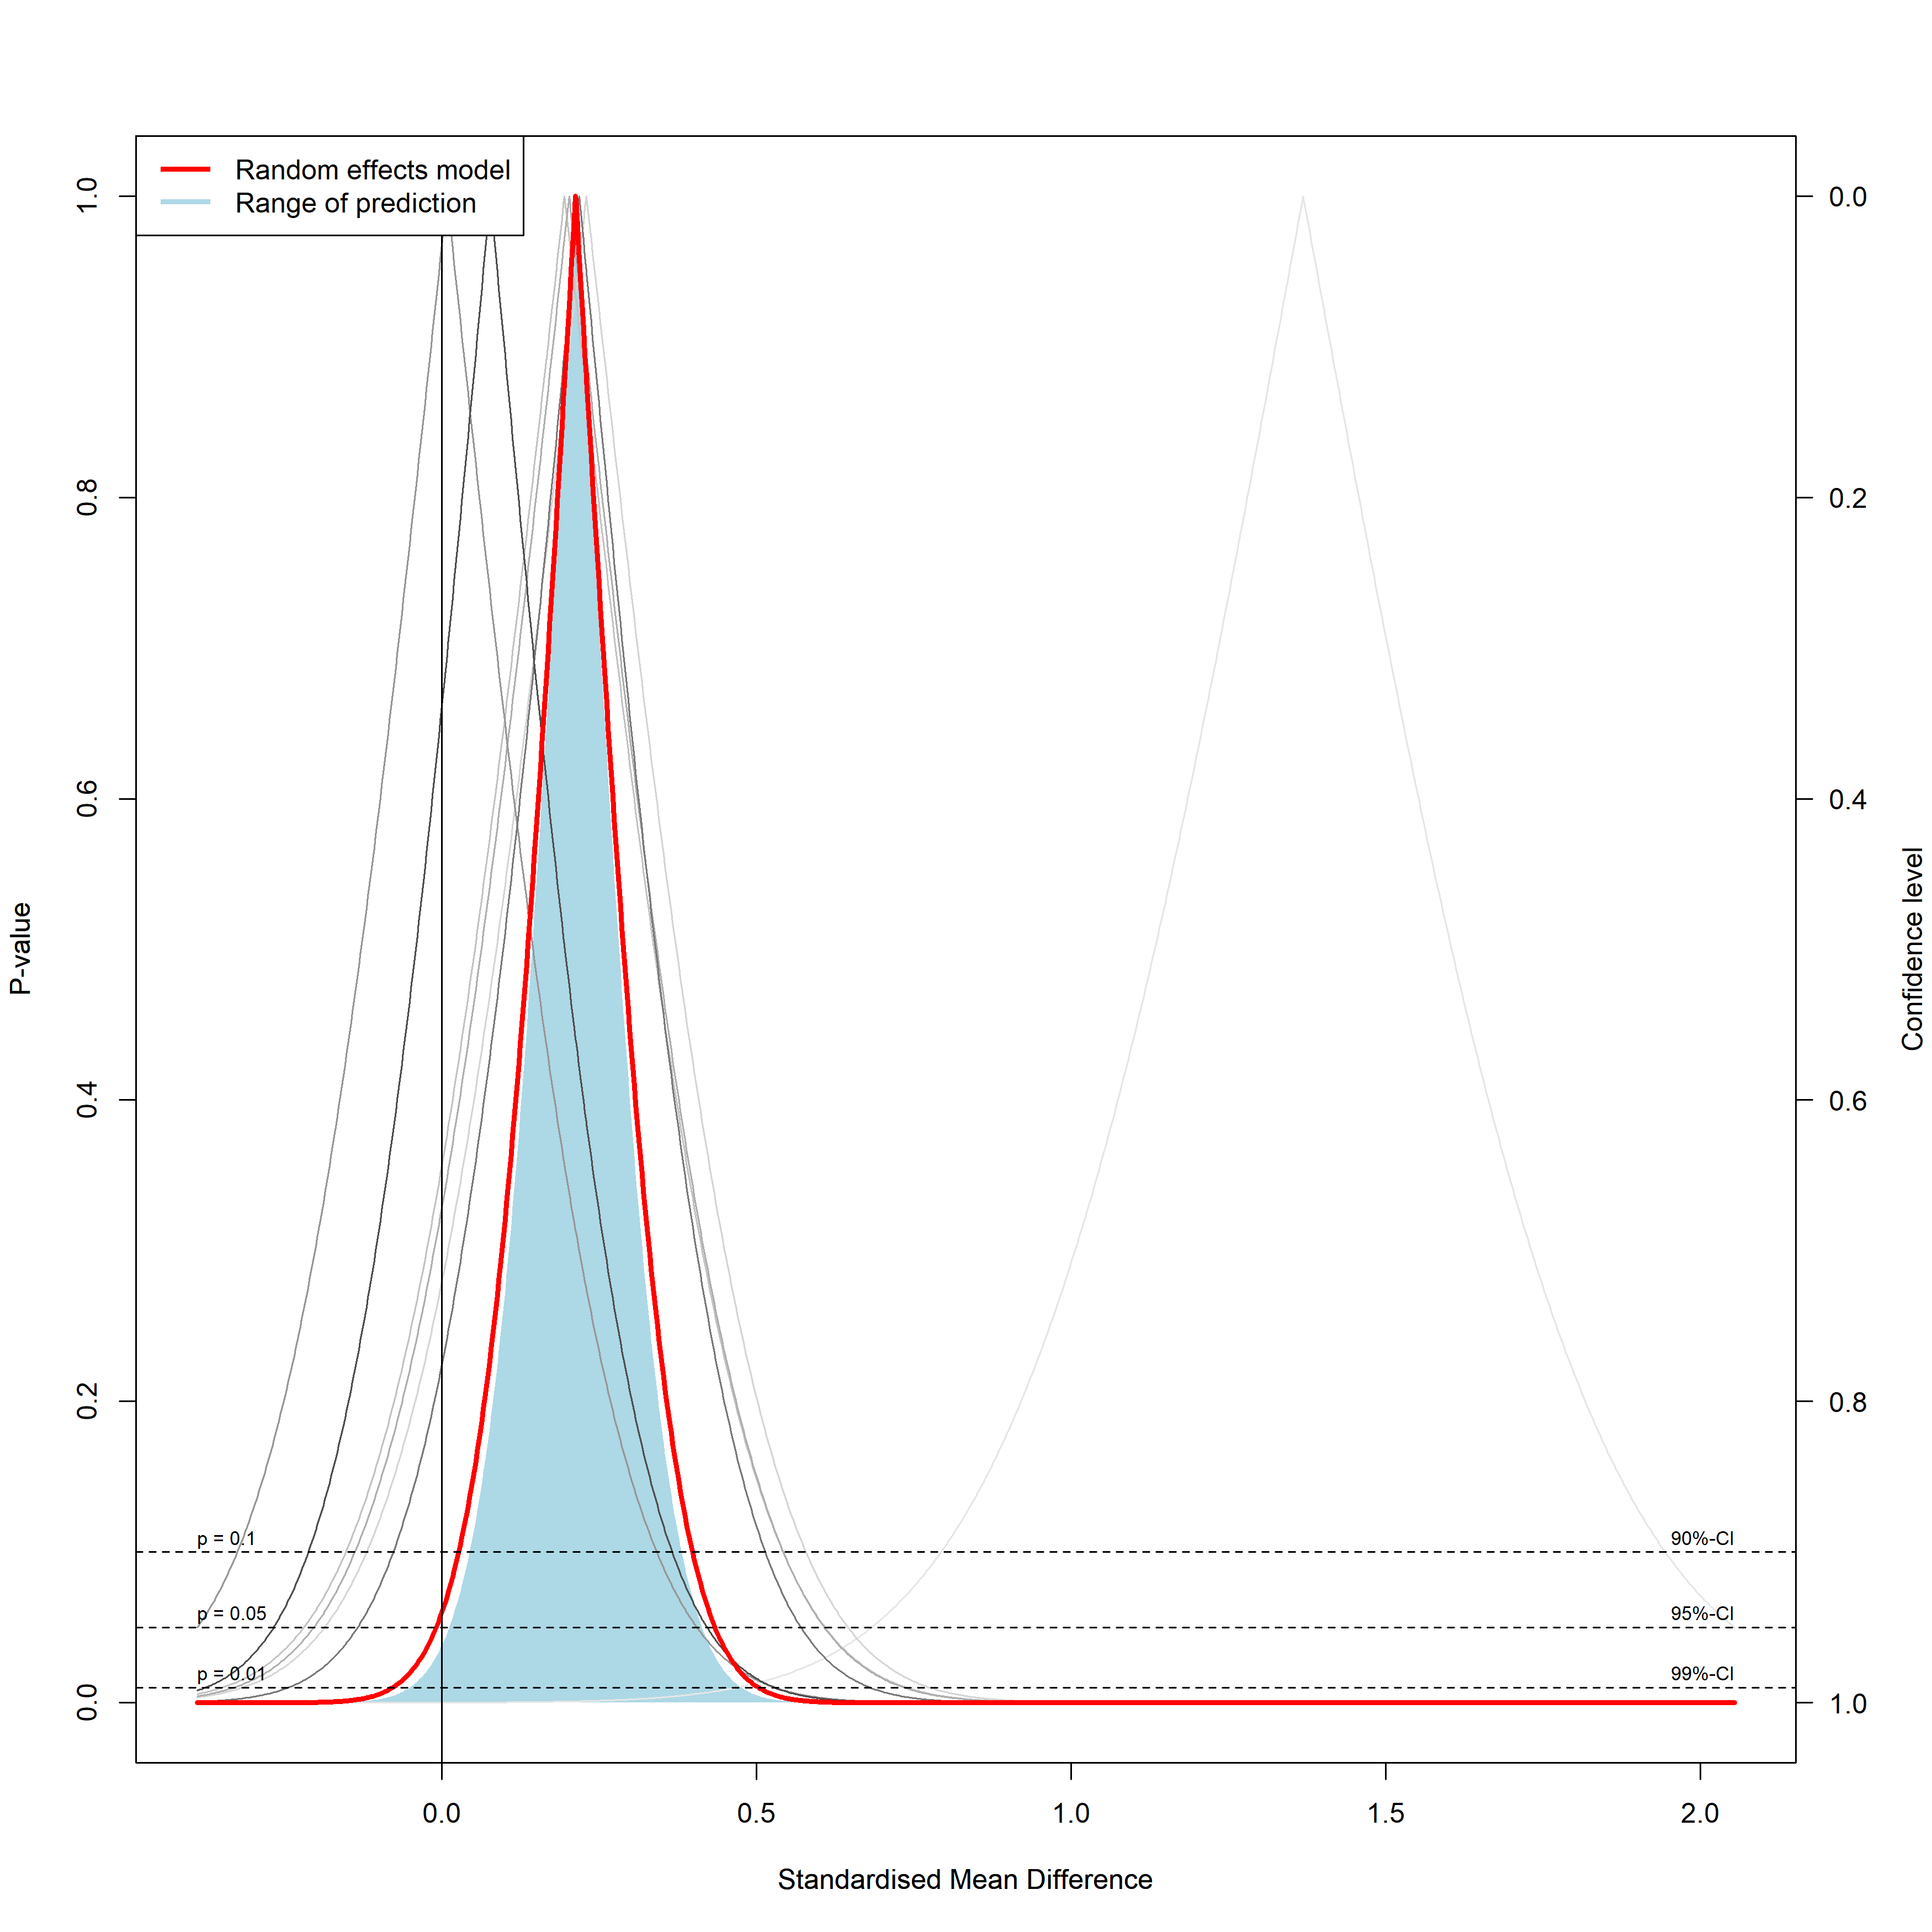 Random effects model
Range of prediction
1.0
0.8
0.6
0.4
0.2
0.0
P-value
0.0
0.2
0.4
0.6
0.8
1.0
Confidence level
p = 0.1
90%-CI
p = 0.05
95%-CI
p = 0.01
99%-CI
0.0
0.5
1.0
1.5
2.0
Standardised Mean Difference